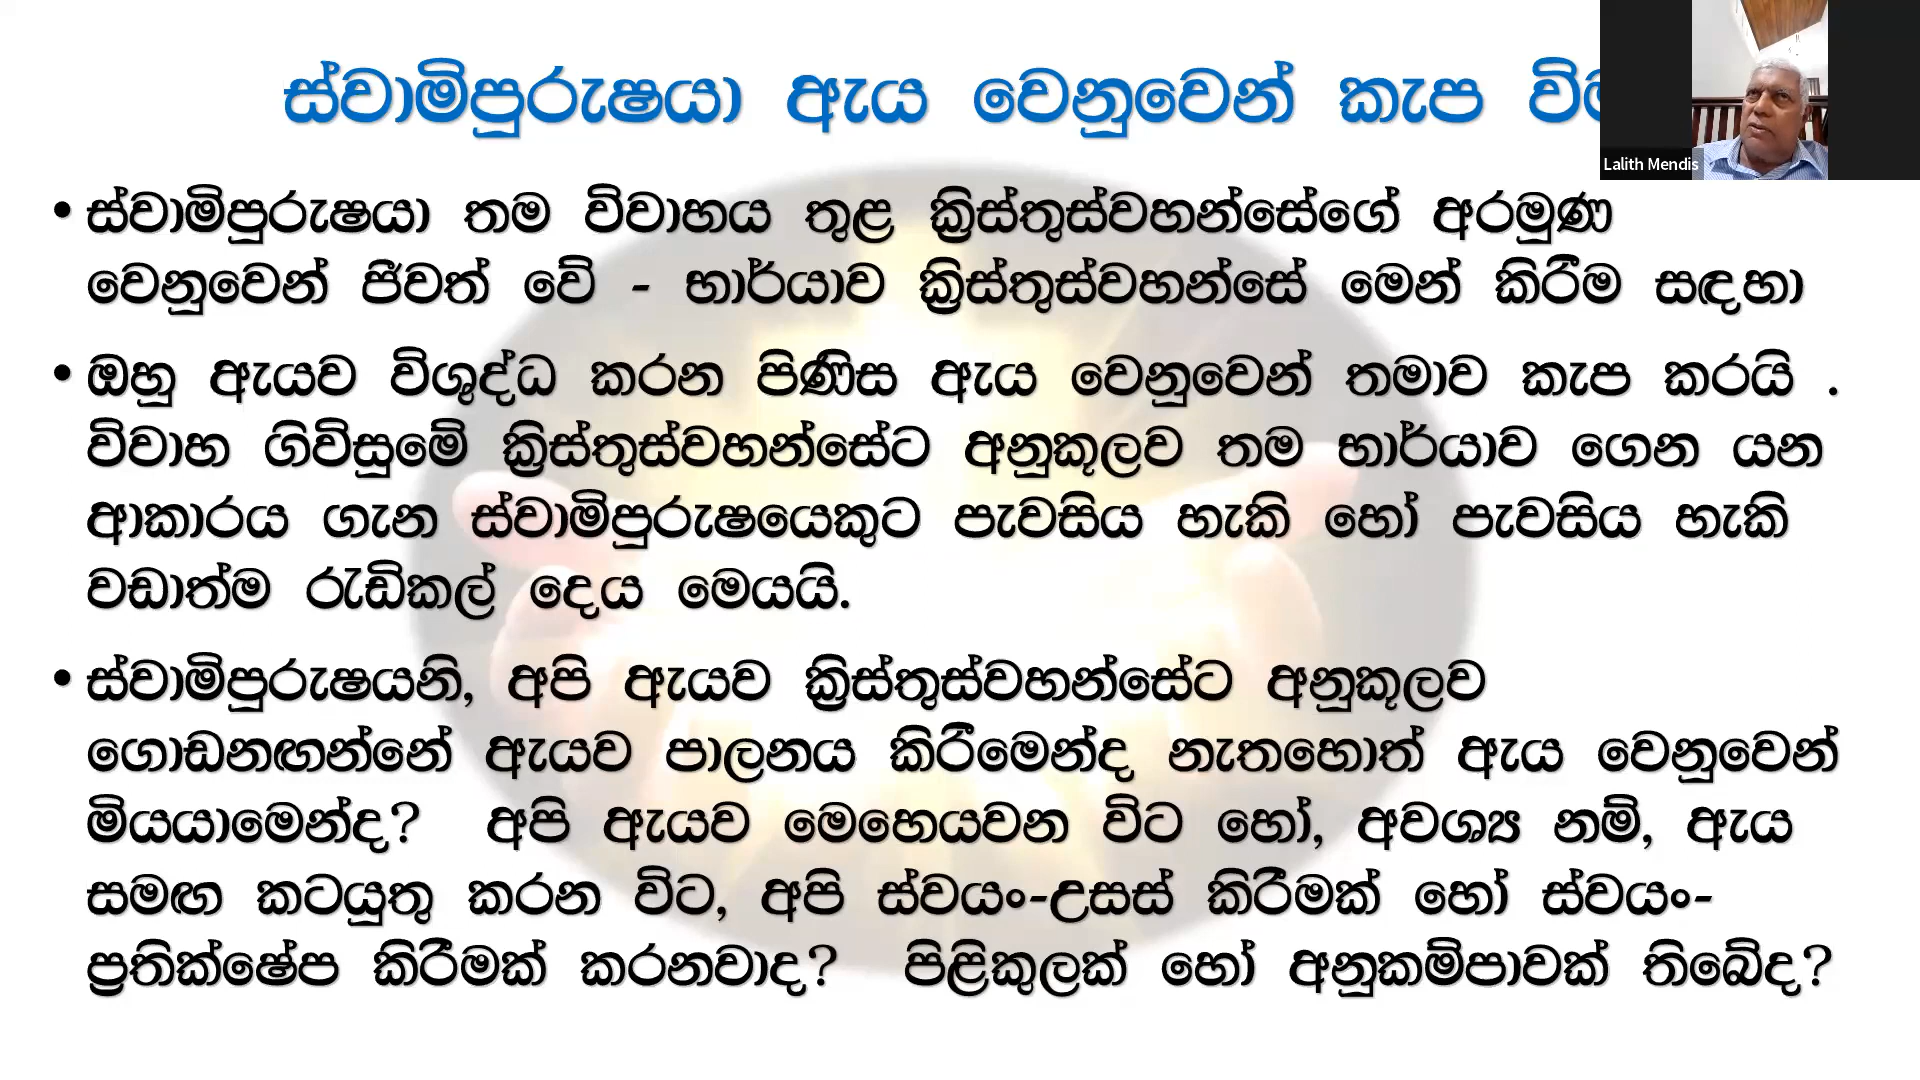 ස්වාමිපුරුෂයා ඇය වෙනුවෙන් කැප
Lalith Mendis
• ස්වාමිපුරුෂයා තම විවාහය තුළ ක්‍රිස්තුස්වහන්සේගේ අරමුණ
වෙනුවෙන් ජීවත් වේ - භාර්යාව ක්‍රිස්තුස්වහන්සේ මෙන් කිරීම සඳහා
• ඔහු ඇයව විශුද්ධ කරන පිණිස ඇය වෙනුවෙන් තමාව කැප කරයි .
විවාහ ගිවිසුමේ ක්‍රිස්තුස්වහන්සේට අනුකූලව තම භාර්යාව ගෙන යන
ආකාරය ගැන ස්වාමිපුරුෂයෙකුට පැවසිය හැකි හෝ පැවසිය හැකි
වඩාත්ම රැඩිකල් දෙය මෙයයි.
• ස්වාමිපුරුෂයනි, අපි ඇයව ක්‍රිස්තුස්වහන්සේට අනුකූලව
ගොඩනඟන්නේ ඇයව පාලනය කිරීමෙන්ද නැතහොත් ඇය වෙනුවෙන්
මියයාමෙන්ද? අපි ඇයව මෙහෙයවන විට හෝ, අවශ්‍ය නම්, ඇය
සමඟ කටයුතු කරන විට, අපි ස්වයං-උසස් කිරීමක් හෝ ස්වයං-
ප්‍රතික්ෂේප කිරීමක් කරනවාද? පිළිකුලක් හෝ අනුකම්පාවක් තිබේද?